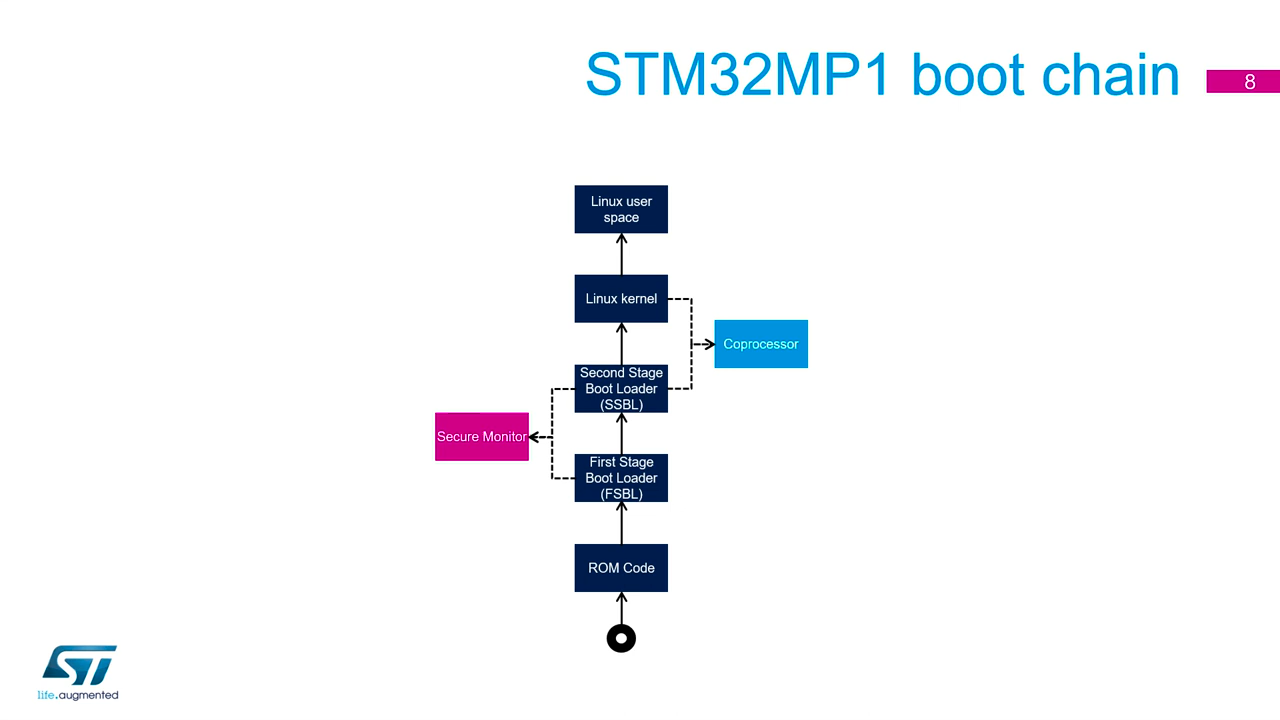 STM32MP1 boot chain
8
Linux user
space
Linux kernel
Coprocessor
Second Stage
Boot Loader
(SSBL)
Secure Monitor
First Stage
Boot Loader
(FSBL)
ROM Code
ST
life.augmented